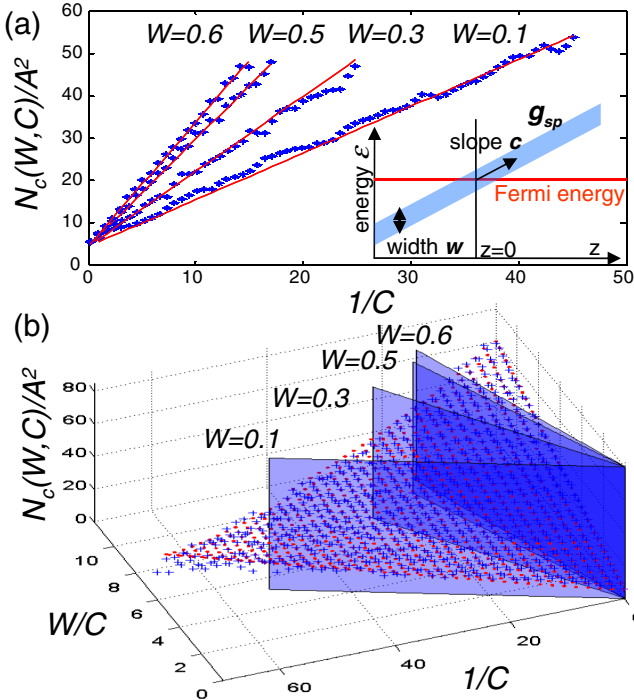 (a)
60
50
40
30
20
10
0
N_c(W,C)/A²
W=0.6 W=0.5 W=0.3 W=0.1
g_sp
slope c
energy ε
Fermi energy
width w
z=0
z
0 10 20 30 40 50
1/C
(b)
W=0.6
W=0.5
W=0.3
W=0.1
80
60
40
20
0
N_c(W,C)/A²
10
8
6
4
2
0
W/C
60
40
20
0
1/C